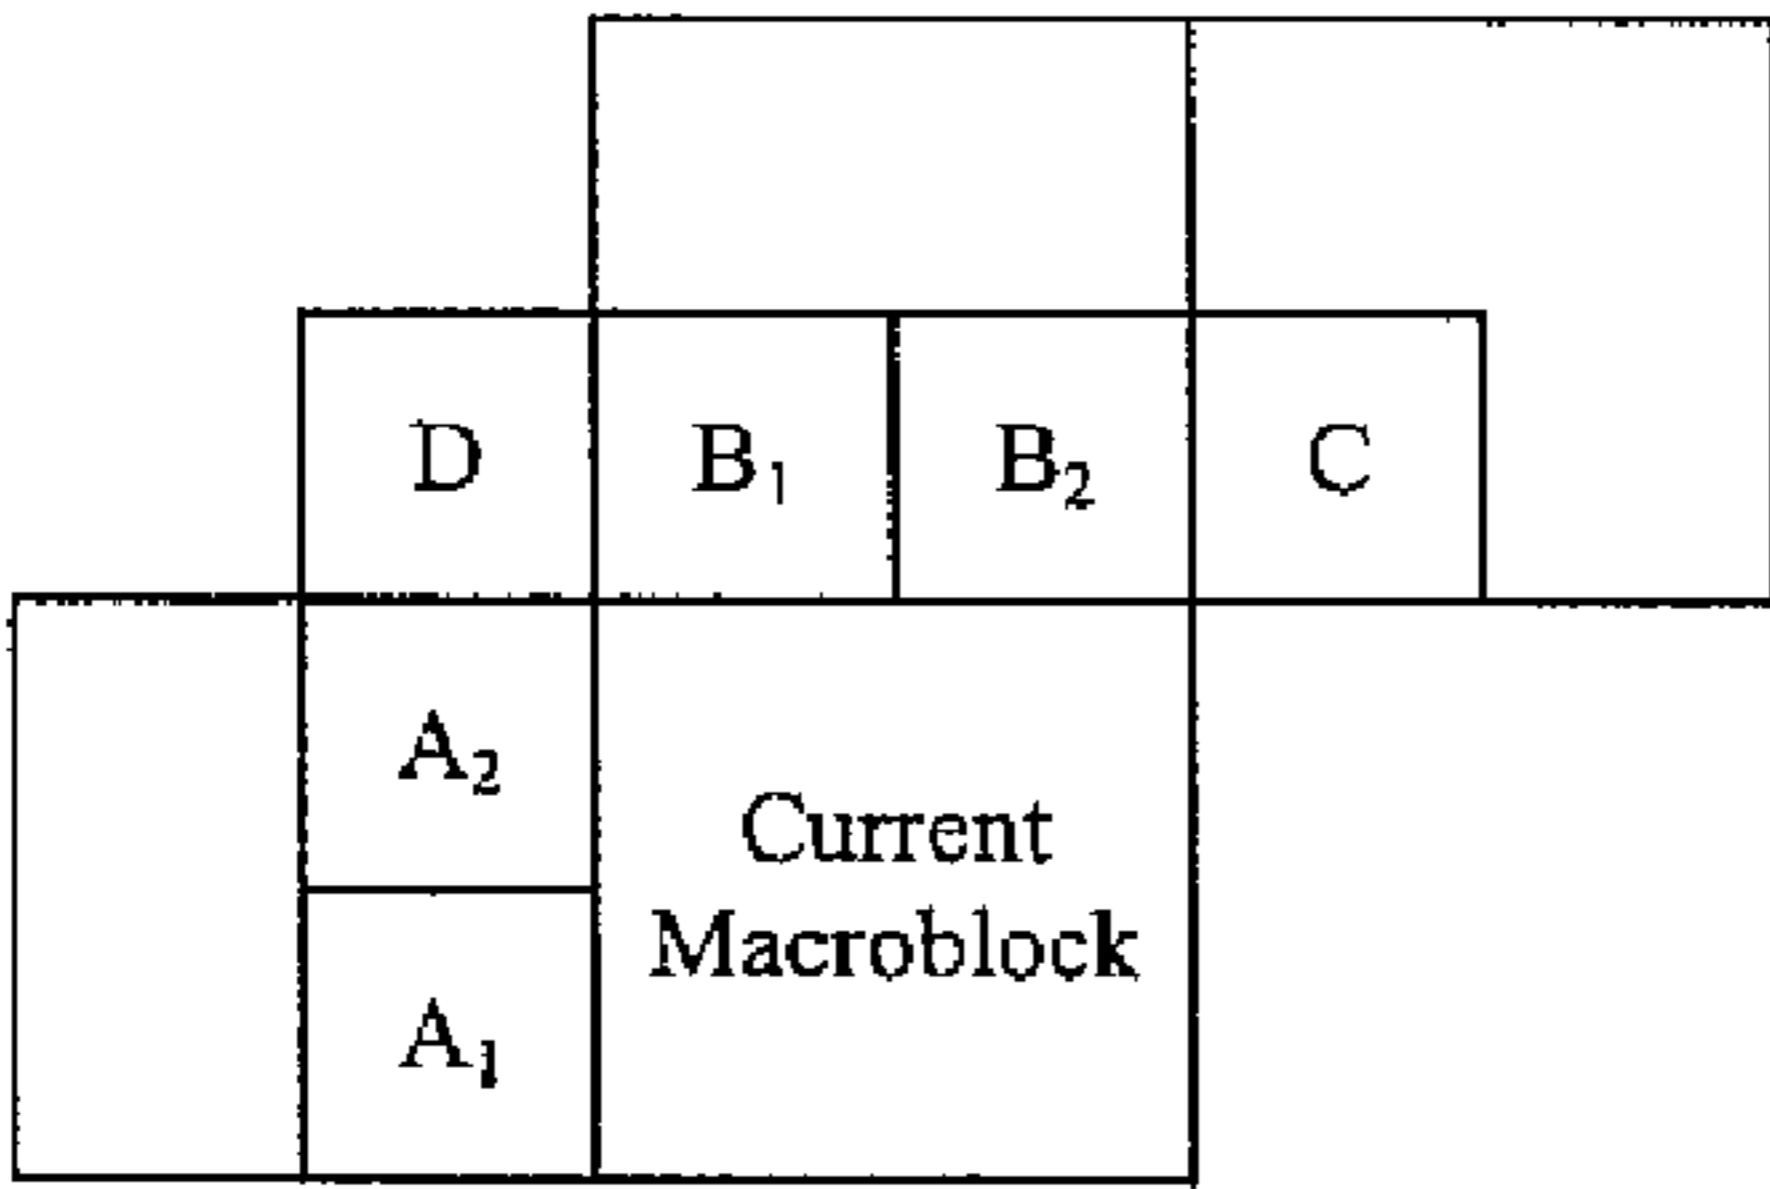 D B₁ B₂ C
A₂
Current
Macroblock
A₁